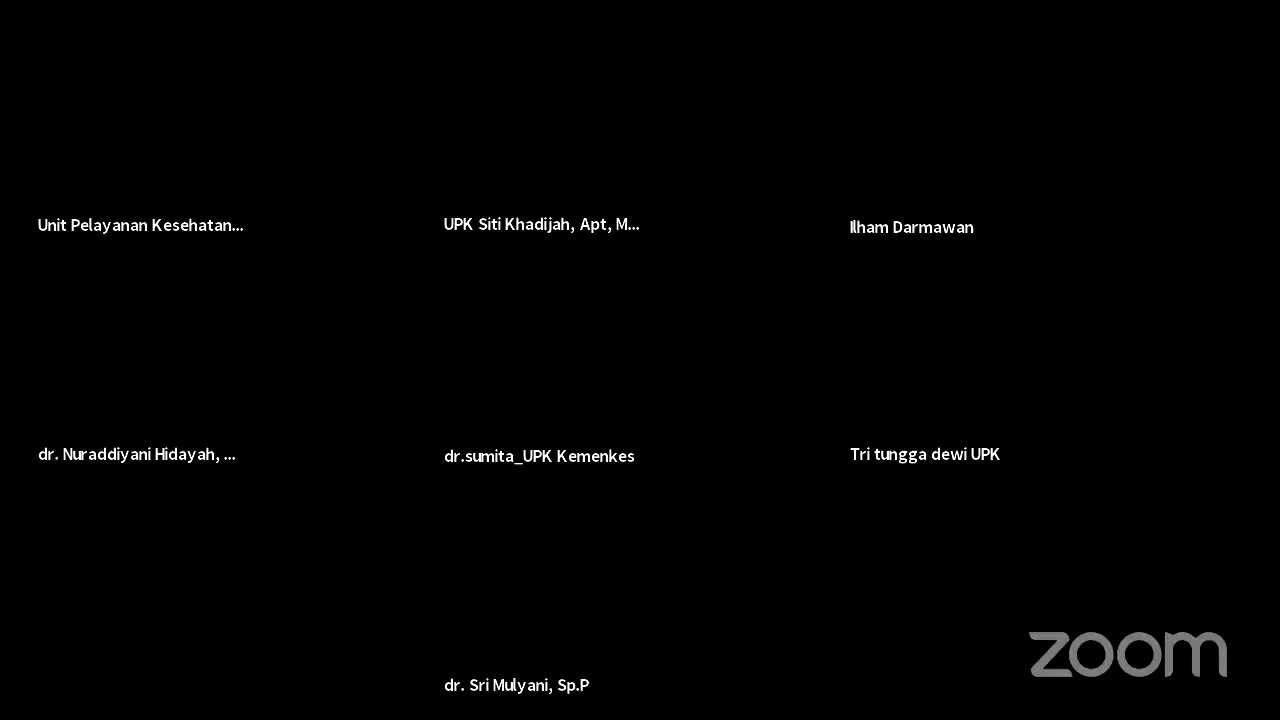 Unit Pelayanan Kesehatan...
UPK Siti Khadijah, Apt, M...
Ilham Darmawan
dr. Nuraddiyani Hidayah, ...
dr.sumita_UPK Kemenkes
Tri tungga dewi UPK
dr. Sri Mulyani, Sp.P
zoom